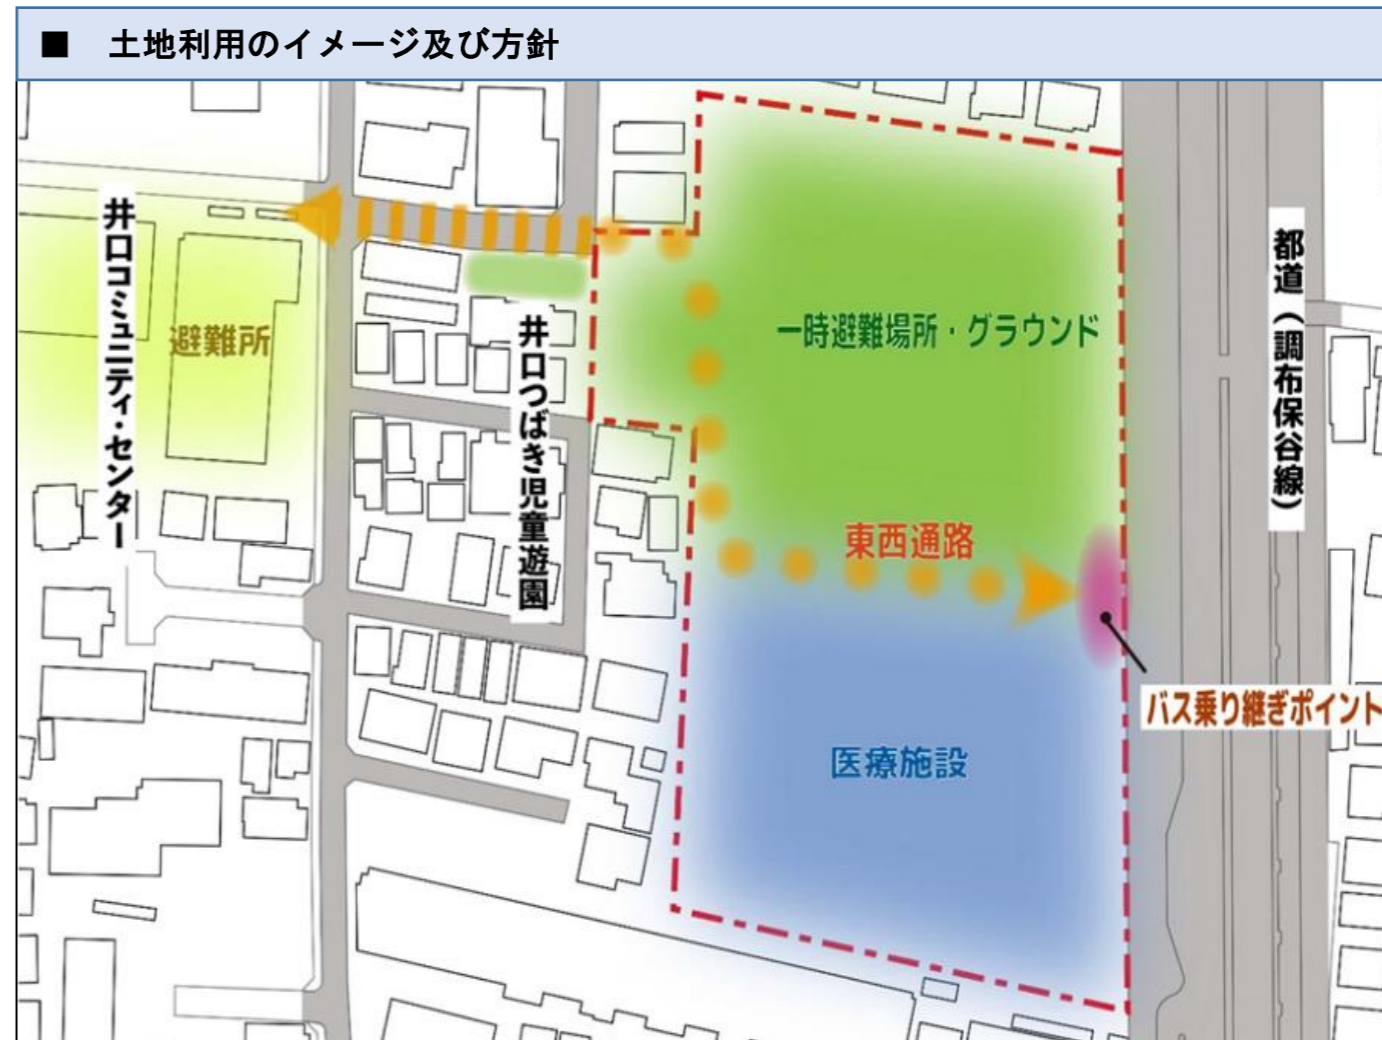 ■ 土地利用のイメージ及び方針
井口コミュニティ・センター
避難所
井口つばき児童遊園
一時避難場所・グラウンド
都道（調布保谷線）
東西通路
バス乗り継ぎポイント
医療施設